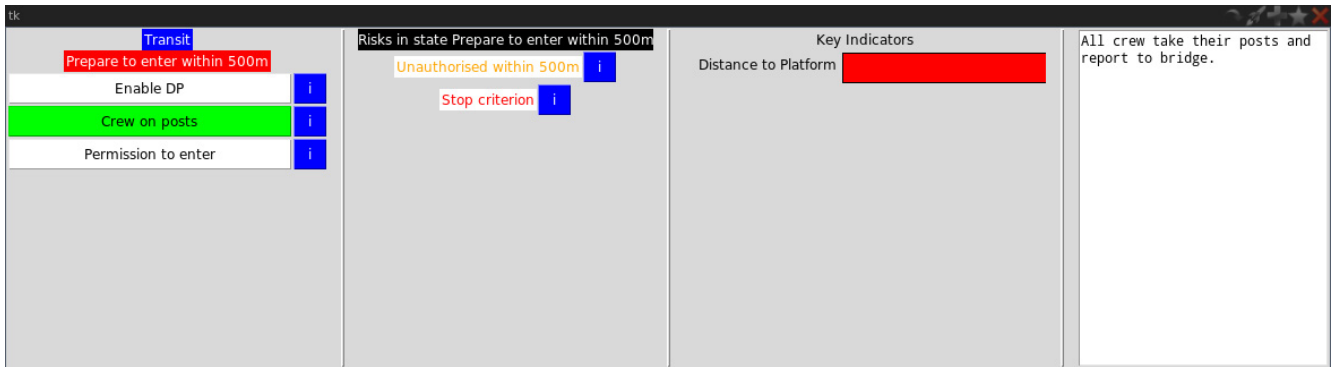 tk
Transit
Prepare to enter within 500m
Enable DP i
Crew on posts i
Permission to enter i
Risks in state Prepare to enter within 500m
Unauthorised within 500m i
Stop criterion i
Key Indicators
Distance to Platform
All crew take their posts and
report to bridge.